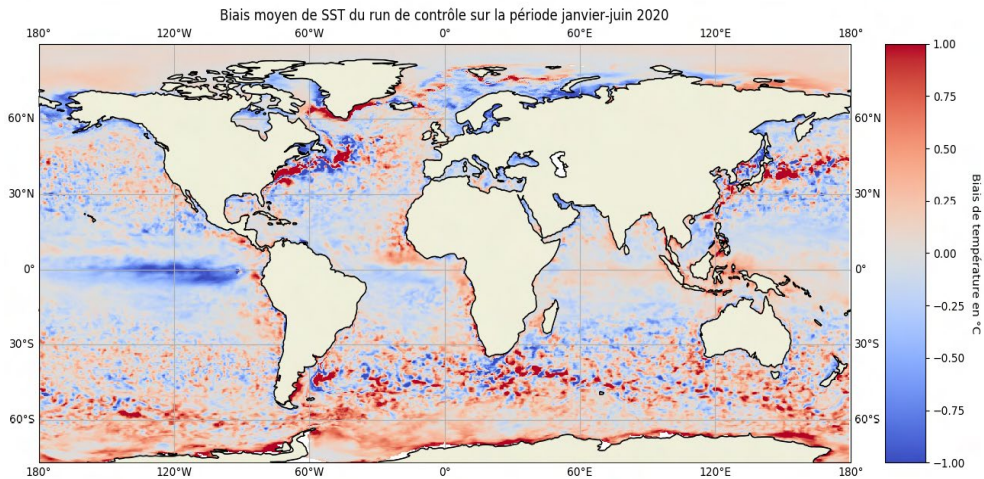 Biais moyen de SST du run de contrôle sur la période janvier-juin 2020
180° 120°W 60°W 0° 60°E 120°E 180°
60°N 60°N
30°N 30°N
0° 0°
30°S 30°S
60°S 60°S
180° 120°W 60°W 0° 60°E 120°E 180°
1.00
0.75
0.50
0.25
0.00
−0.25
−0.50
−0.75
−1.00
Biais de température en °C